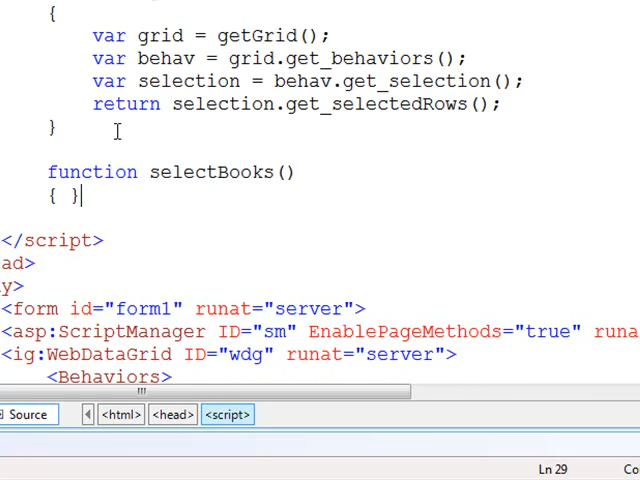 {
var grid = getGrid();
var behav = grid.get_behaviors();
var selection = behav.get_selection();
return selection.get_selectedRows();
}
function selectBooks()
{ }
</script>
ad>
y>
<form id="form1" runat="server">
<asp:ScriptManager ID="sm" EnablePageMethods="true" runa
<ig:WebDataGrid ID="wdg" runat="server">
<Behaviors>
Source <html> <head> <script>
Ln 29 Co